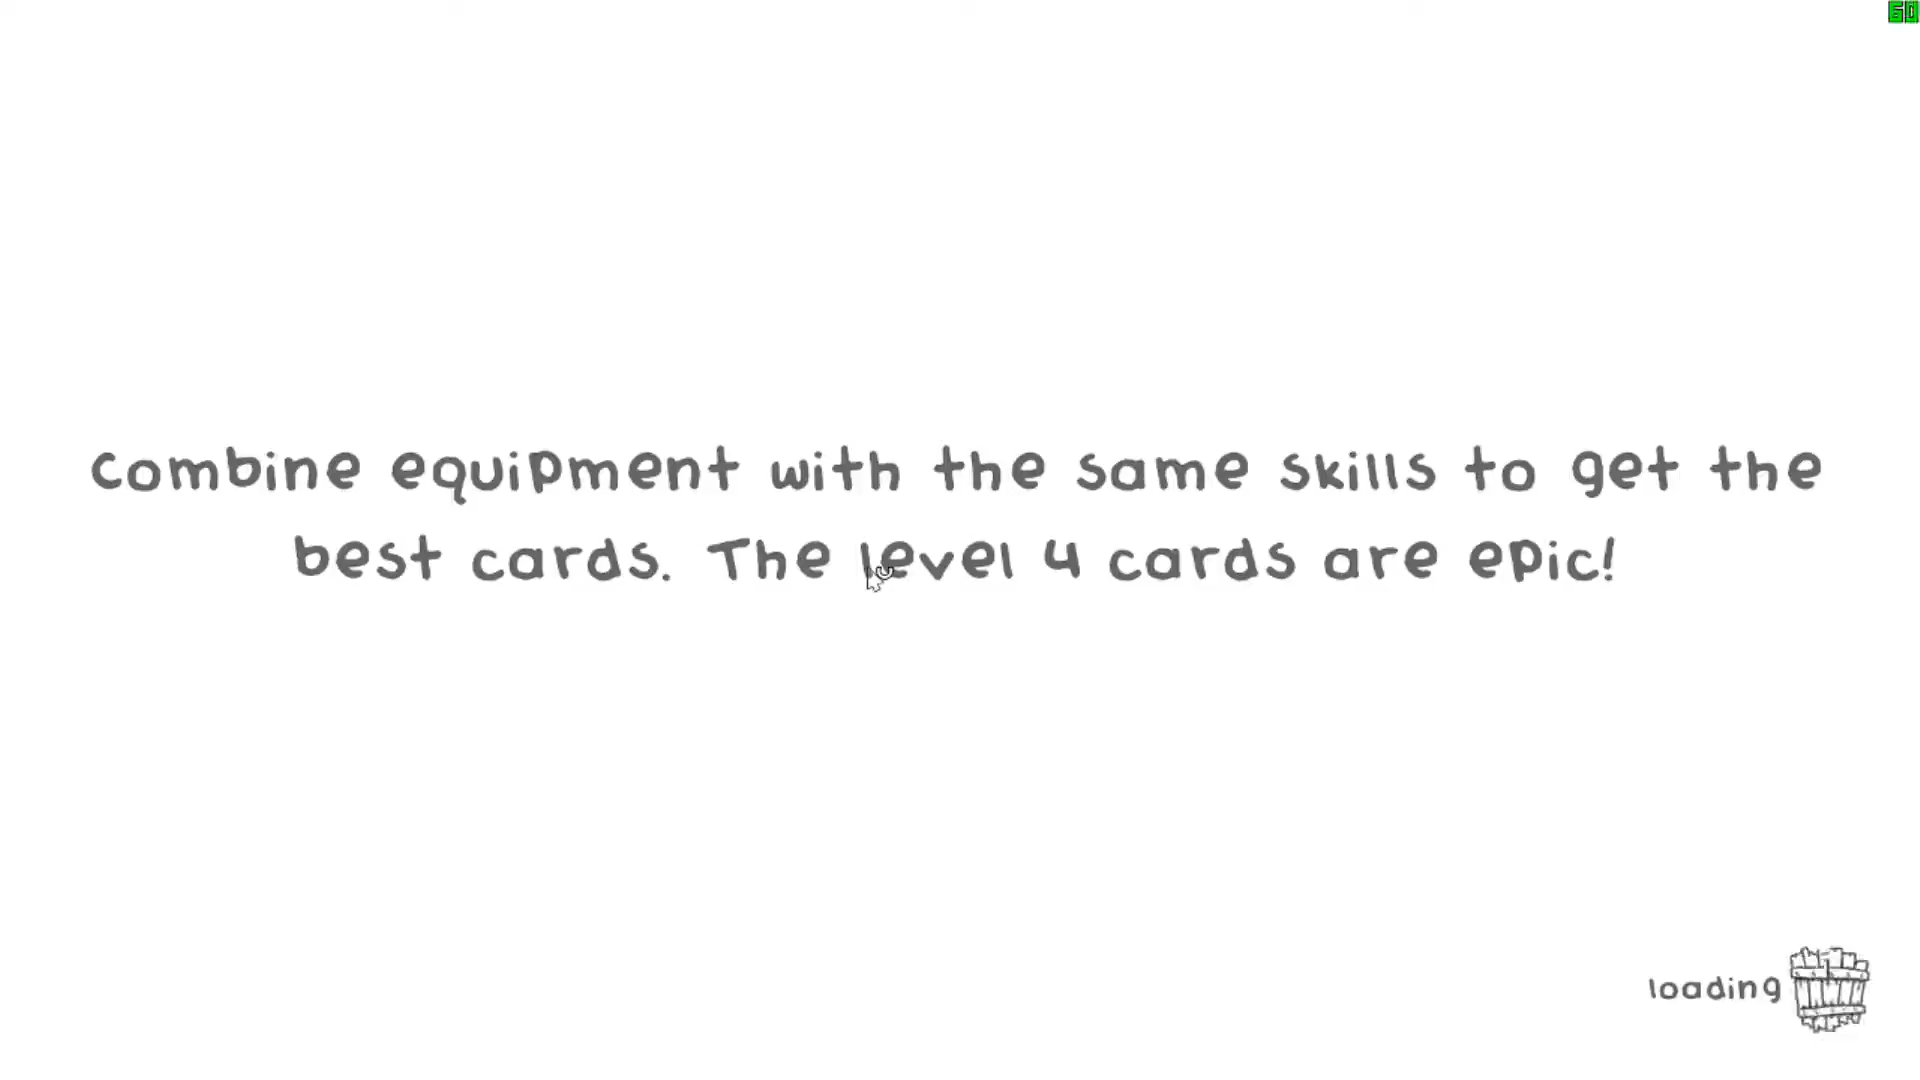 60
Combine equipment with the same skills to get the
best cards. The level 4 cards are epic!
loading